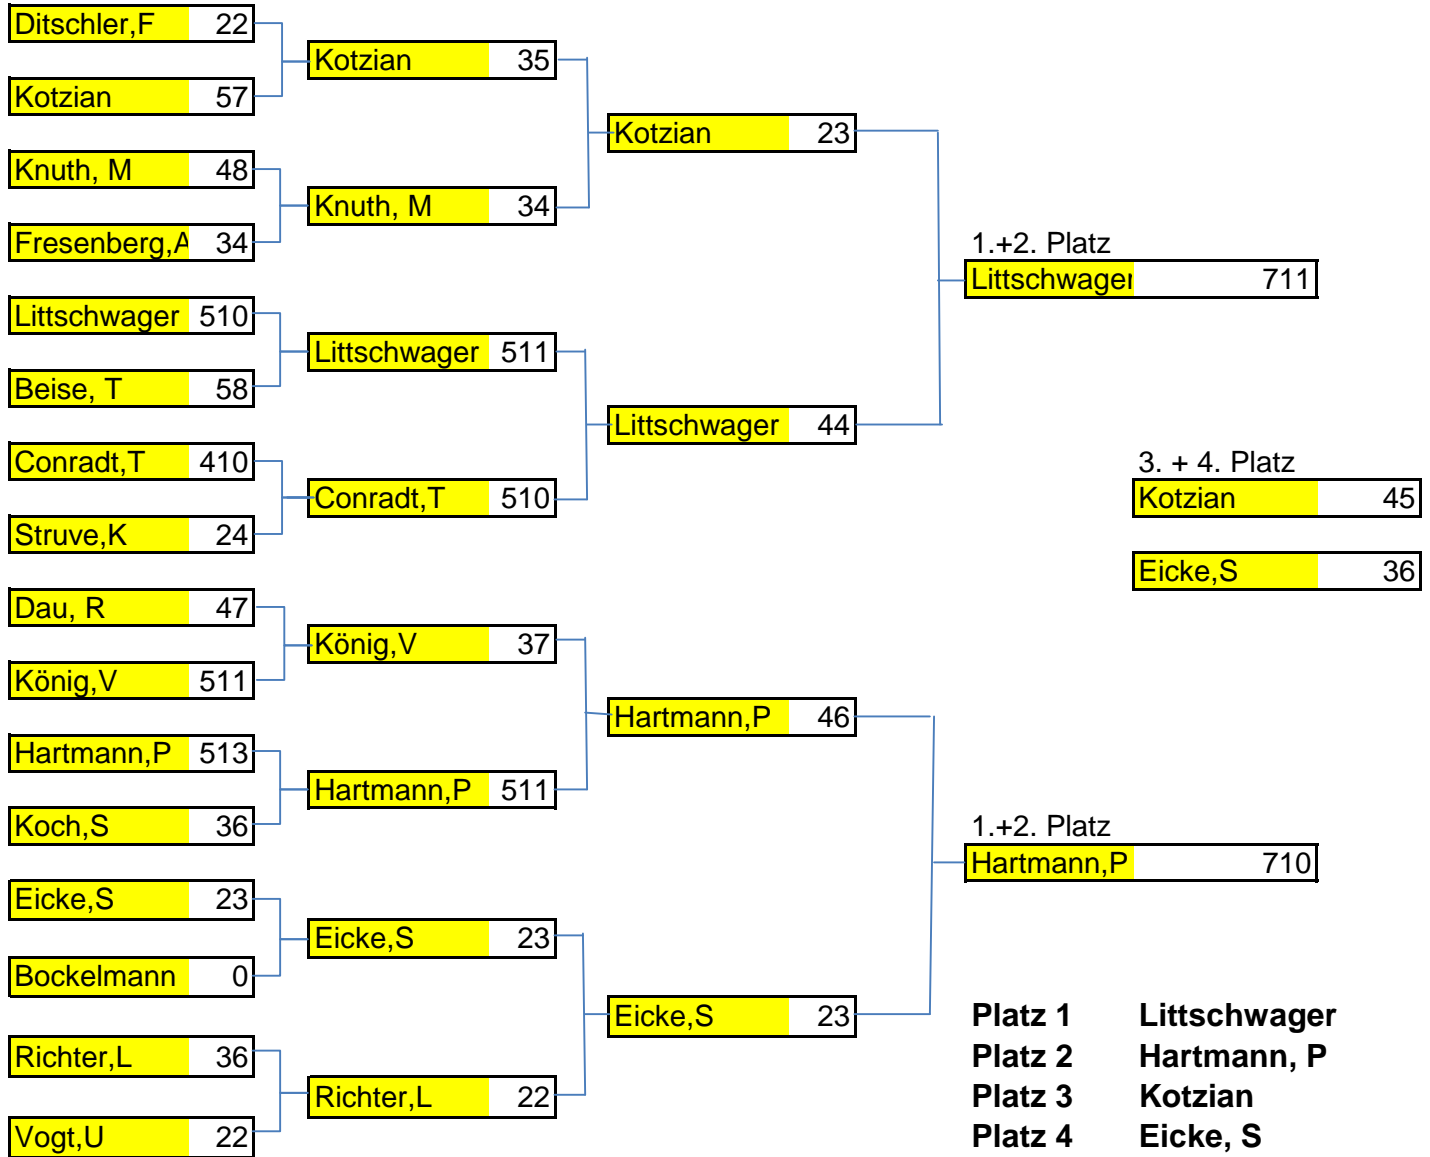 Ditschler,F 22
Kotzian 57
Knuth, M 48
Fresenberg,A 34
Littschwager 510
Beise, T 58
Conradt,T 410
Struve,K 24
Dau, R 47
König,V 511
Hartmann,P 513
Koch,S 36
Eicke,S 23
Bockelmann 0
Richter,L 36
Vogt,U 22
Kotzian 35
Knuth, M 34
Littschwager 511
Conradt,T 510
König,V 37
Hartmann,P 511
Eicke,S 23
Richter,L 22
Kotzian 23
Littschwager 44
Hartmann,P 46
Eicke,S 23
1.+2. Platz
Littschwager 711
3. + 4. Platz
Kotzian 45
Eicke,S 36
1.+2. Platz
Hartmann,P 710
Platz 1 Littschwager
Platz 2 Hartmann, P
Platz 3 Kotzian
Platz 4 Eicke, S